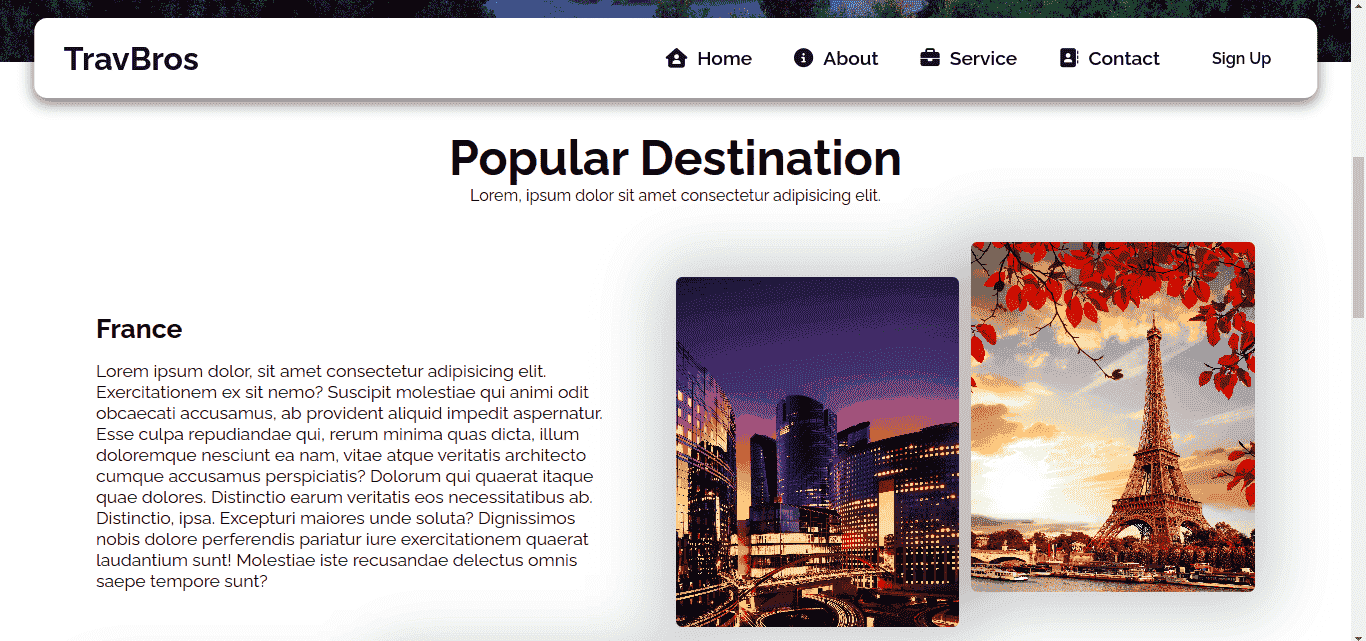 TravBros
Home
About
Service
Contact
Sign Up
Popular Destination
Lorem, ipsum dolor sit amet consectetur adipisicing elit.
France
Lorem ipsum dolor, sit amet consectetur adipisicing elit.
Exercitationem ex sit nemo? Suscipit molestiae qui animi odit
obcaecati accusamus, ab provident aliquid impedit aspernatur.
Esse culpa repudiandae qui, rerum minima quas dicta, illum
doloremque nesciunt ea nam, vitae atque veritatis architecto
cumque accusamus perspiciatis? Dolorum qui quaerat itaque
quae dolores. Distinctio earum veritatis eos necessitatibus ab.
Distinctio, ipsa. Excepturi maiores unde soluta? Dignissimos
nobis dolore perferendis pariatur iure exercitationem quaerat
laudantium sunt! Molestiae iste recusandae delectus omnis
saepe tempore sunt?